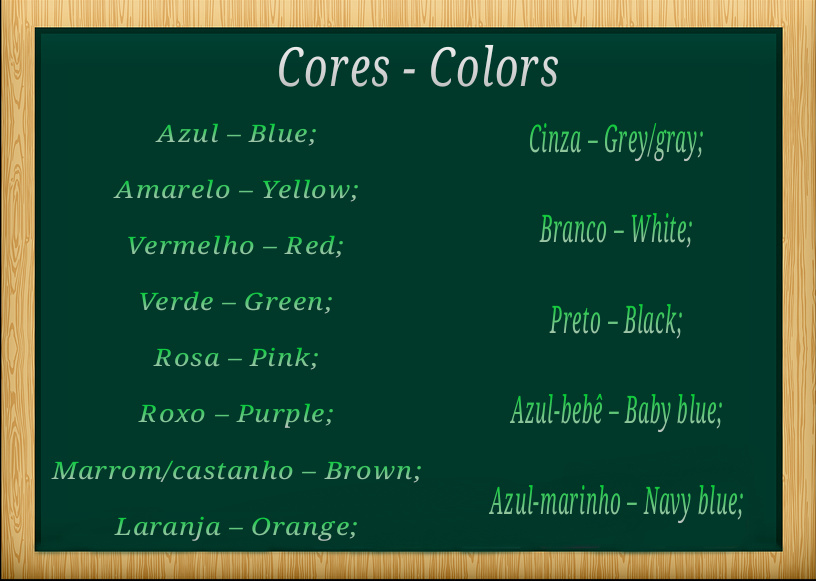 Cores - Colors
Azul – Blue;
Amarelo – Yellow;
Vermelho – Red;
Verde – Green;
Rosa – Pink;
Roxo – Purple;
Marrom/castanho – Brown;
Laranja – Orange;
Cinza – Grey/gray;
Branco – White;
Preto – Black;
Azul-bebê – Baby blue;
Azul-marinho – Navy blue;